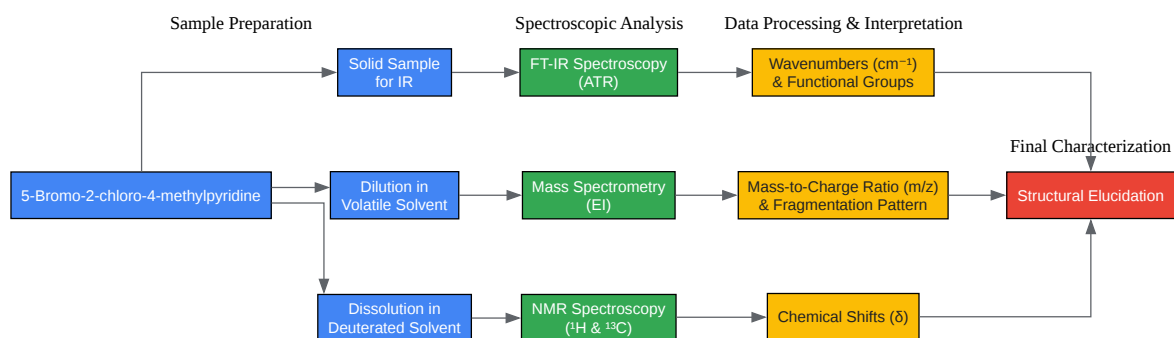 Sample Preparation
Spectroscopic Analysis
Data Processing & Interpretation
Solid Sample
for IR
FT-IR Spectroscopy
(ATR)
Wavenumbers (cm⁻¹)
& Functional Groups
Final Characterization
5-Bromo-2-chloro-4-methylpyridine
Dilution in
Volatile Solvent
Mass Spectrometry
(EI)
Mass-to-Charge Ratio (m/z)
& Fragmentation Pattern
Structural Elucidation
Dissolution in
Deuterated Solvent
NMR Spectroscopy
(¹H & ¹³C)
Chemical Shifts (δ)